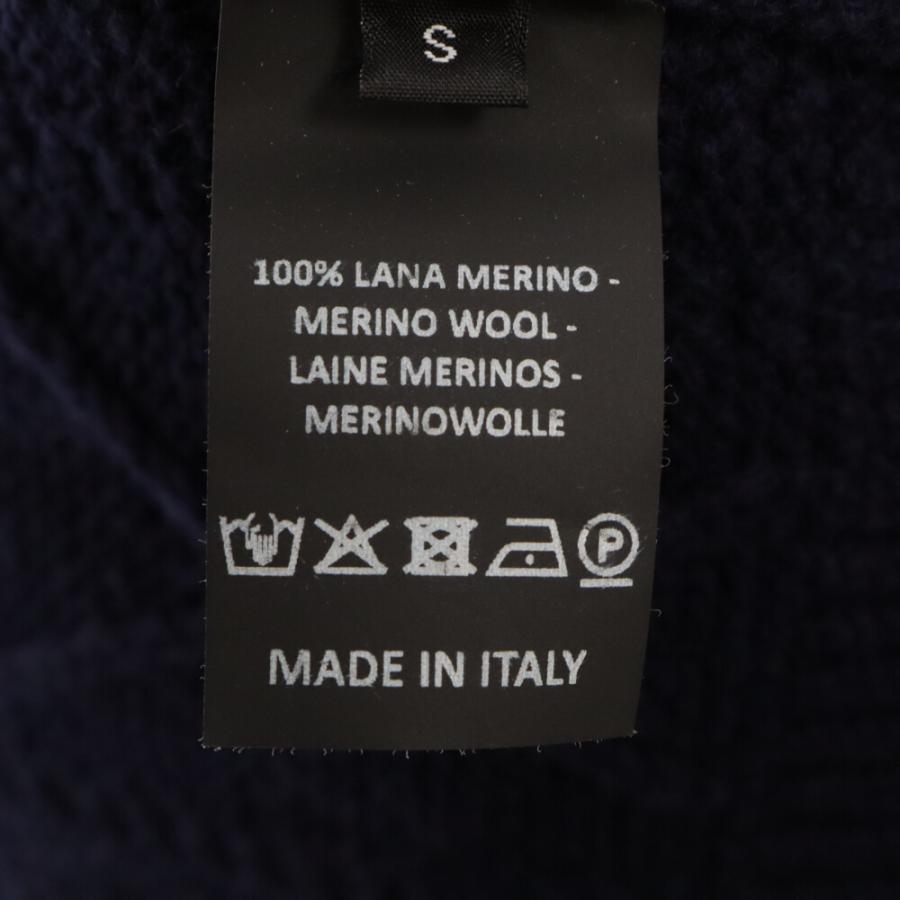 S
100% LANA MERINO -
MERINO WOOL -
LAINE MERINOS -
MERINOWOLLE
P
MADE IN ITALY